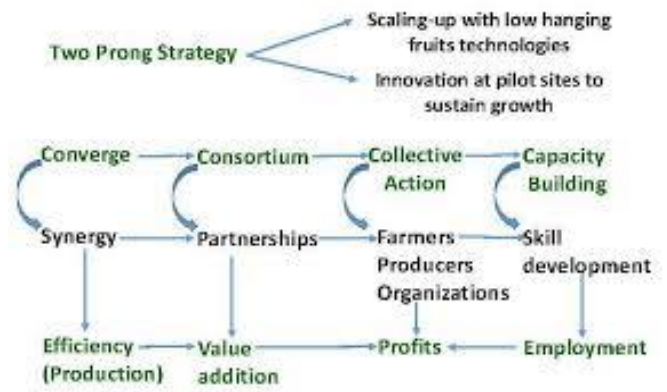 Two Prong Strategy
Scaling-up with low hanging
fruits technologies
Innovation at pilot sites to
sustain growth
Converge
Consortium
Collective
Action
Capacity
Building
Synergy
Partnerships
Farmers
Producers
Organizations
Skill
development
Efficiency
(Production)
Value
addition
Profits
Employment